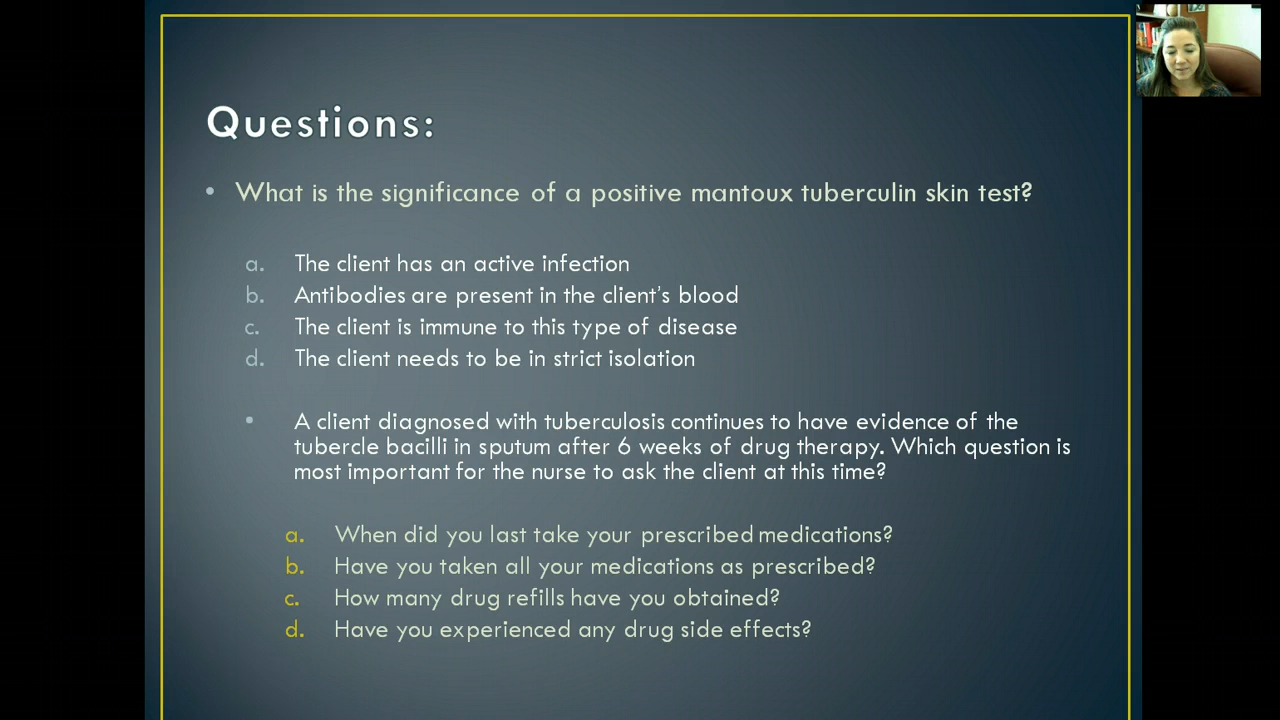 Questions:
• What is the significance of a positive mantoux tuberculin skin test?
a. The client has an active infection
b. Antibodies are present in the client's blood
c. The client is immune to this type of disease
d. The client needs to be in strict isolation
• A client diagnosed with tuberculosis continues to have evidence of the
tubercle bacilli in sputum after 6 weeks of drug therapy. Which question is
most important for the nurse to ask the client at this time?
a. When did you last take your prescribed medications?
b. Have you taken all your medications as prescribed?
c. How many drug refills have you obtained?
d. Have you experienced any drug side effects?